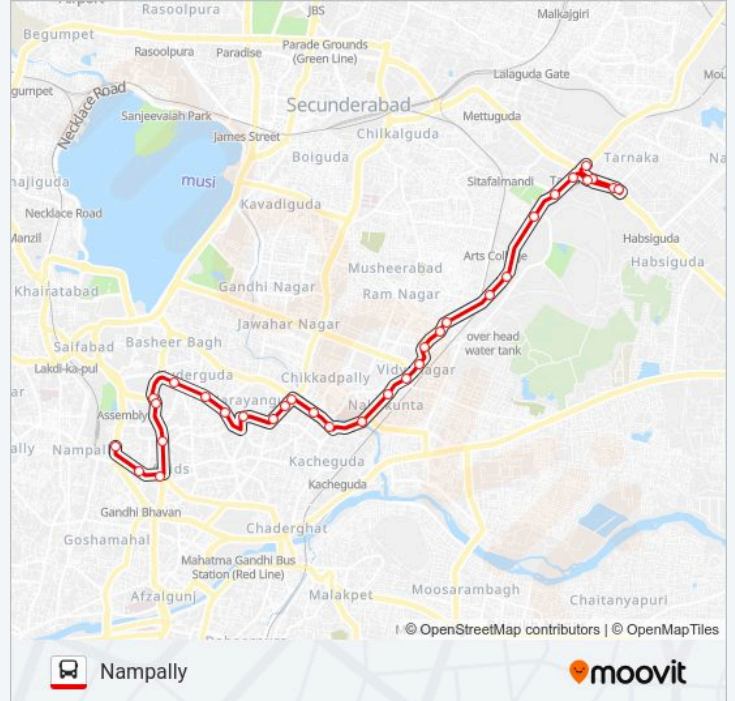 Rasoolpura
JBS
Malkajgiri
Begumpet
Rasoolpura
Paradise
Parade Grounds
(Green Line)
Lalaguda Gate
gumpet
Necklace Road
Secunderabad
Sanjeevaiah Park
Mettuguda
James Street
Chilkalguda
Boiguda
Tarnaka
musi
Sitafalmandi
najiguda
Kavadiguda
Necklace Road
Manzil
Habsiguda
Arts
Musheerabad
Habsiguda
Khairatabad
Gandhi Nagar
Ram Nagar
Jawahar Nagar
over head
water tank
Saifabad
Basheer Bagh
Lakdi-ka-pul
Chikkadpally
Assembly
Kacheguda
Kacheguda
Gandhi Bhavan
Chaderghat
Goshamahal
Mahatma Gandhi Bus
Station (Red Line)
Moosarambagh
Afzalgunj
Malakpet
Chaitanyapuri
© OpenStreetMap contributors | © OpenMapTiles
Nampally
moovit